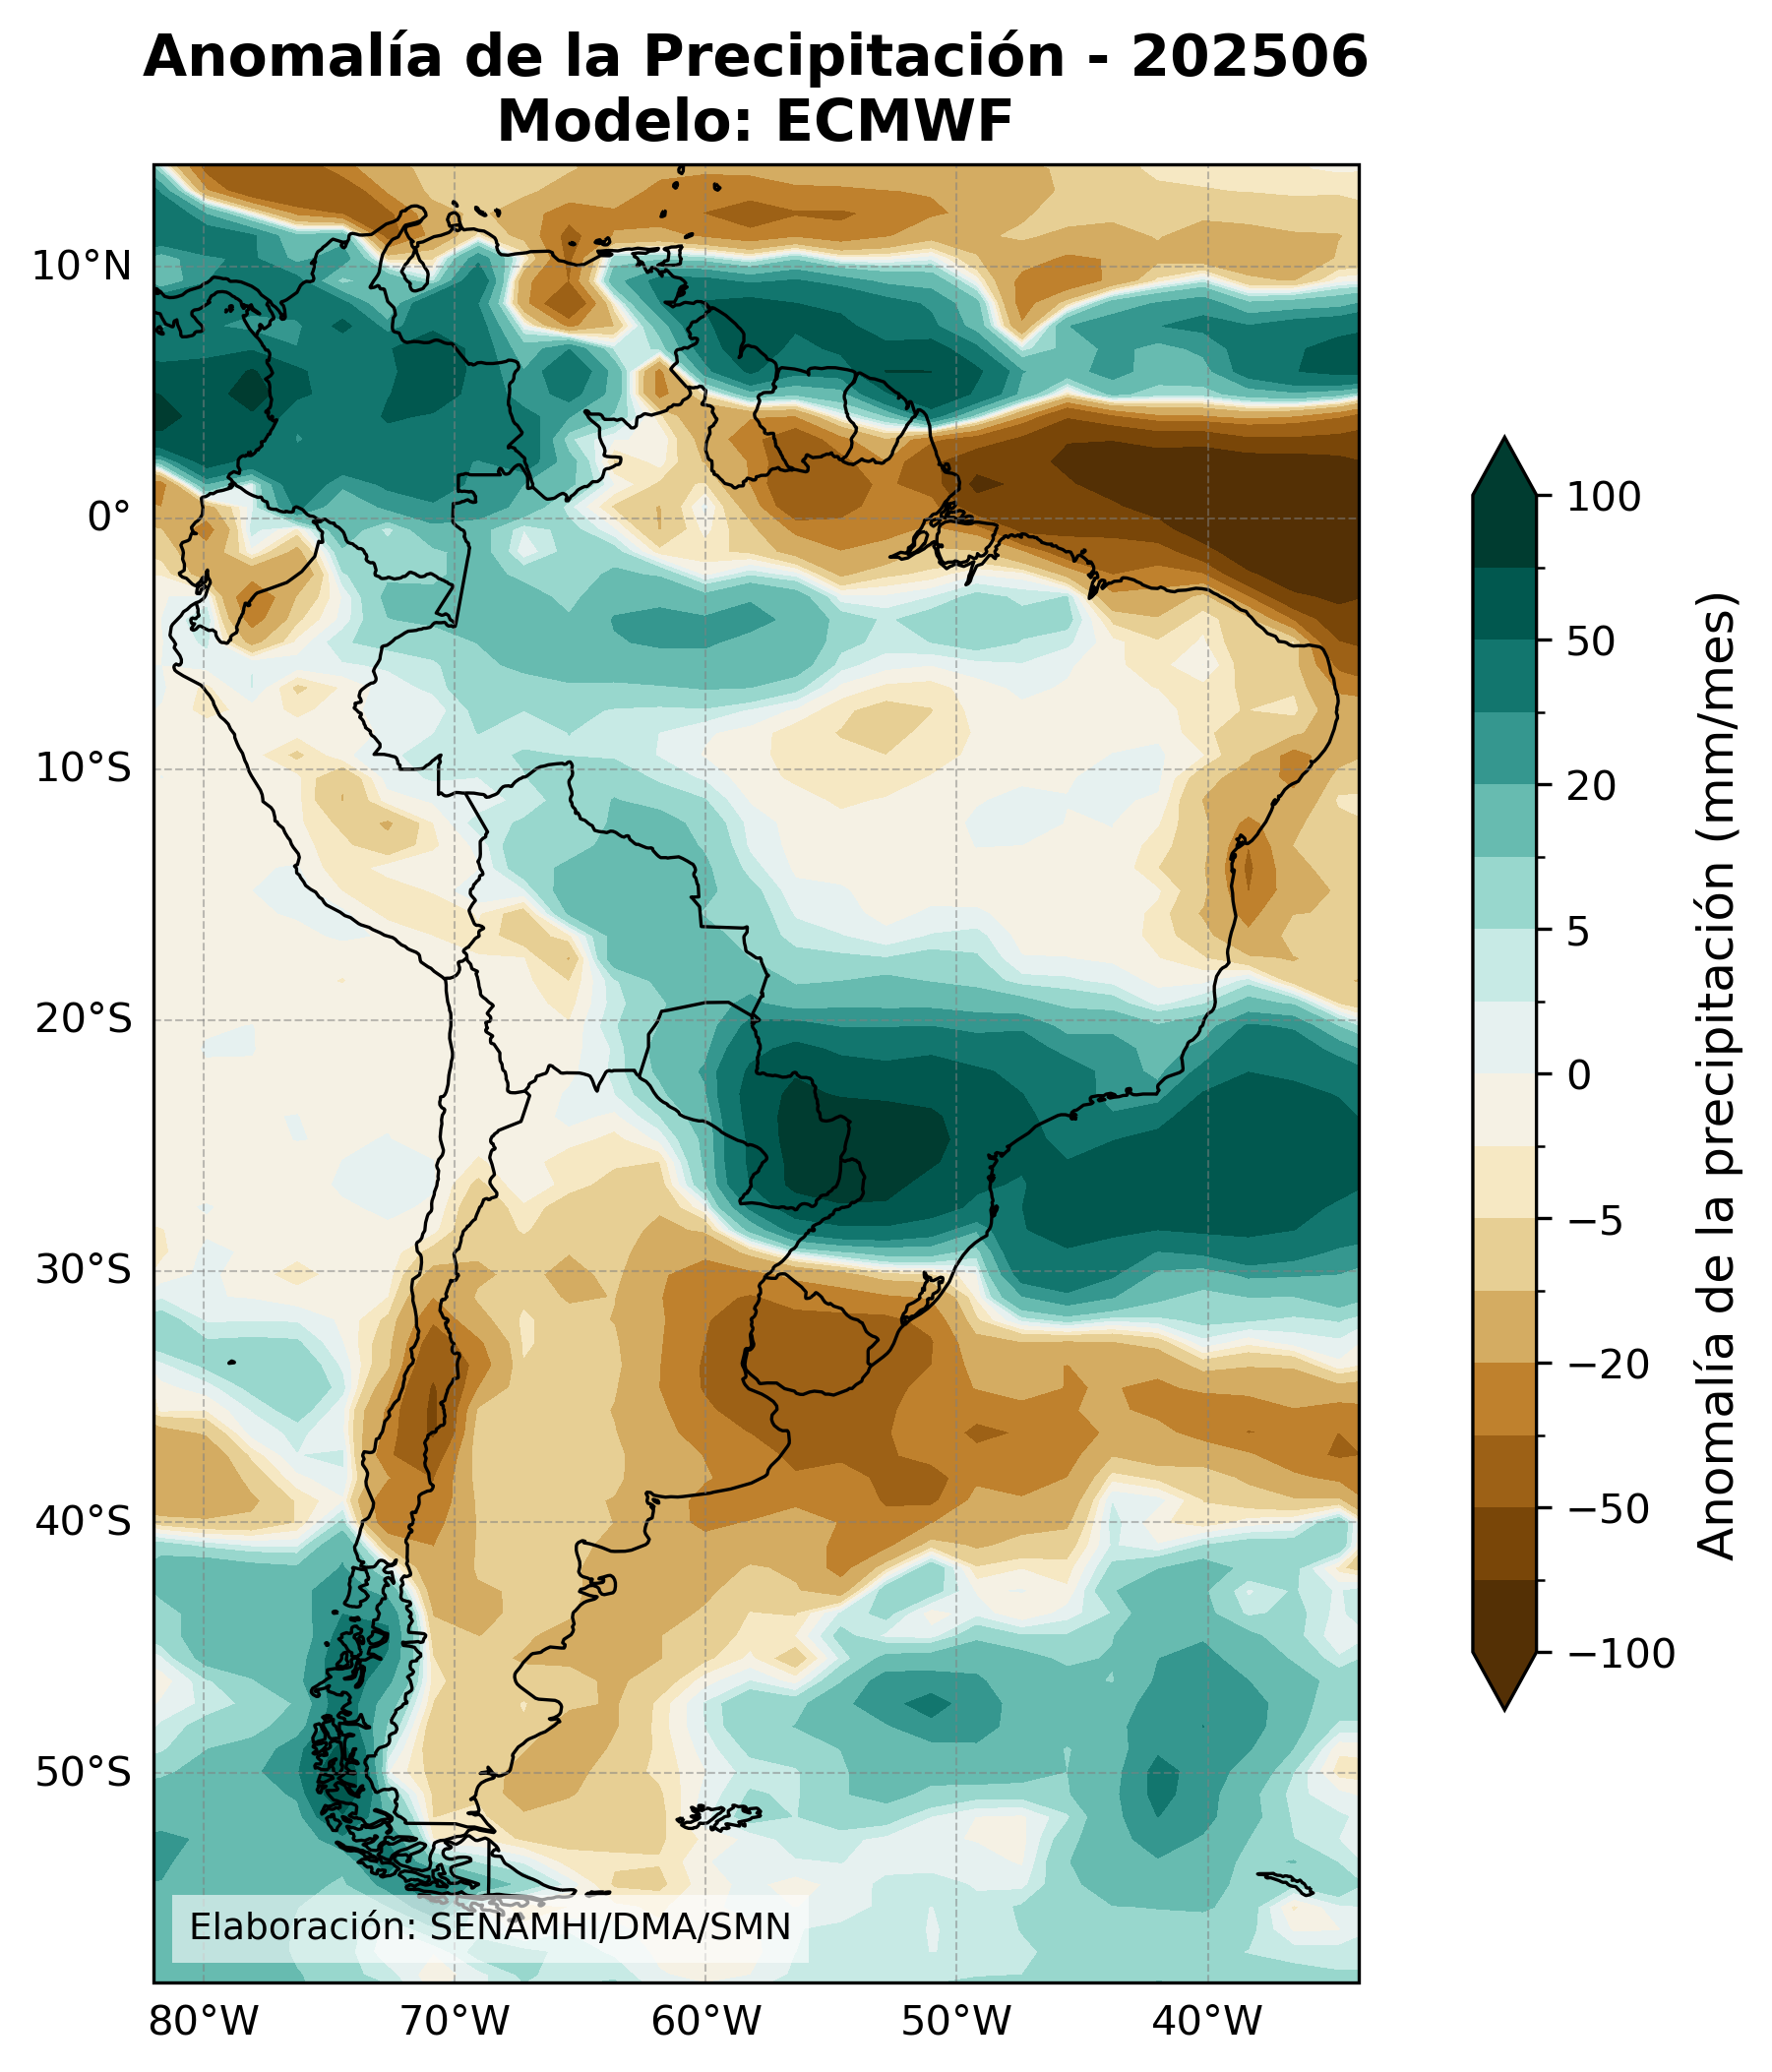 Anomalía de la Precipitación - 202506
Modelo: ECMWF
10°N
0°
10°S
20°S
30°S
40°S
50°S
80°W
70°W
60°W
50°W
40°W
Elaboración: SENAMHI/DMA/SMN
100
50
20
5
0
−5
−20
−50
−100
Anomalía de la precipitación (mm/mes)